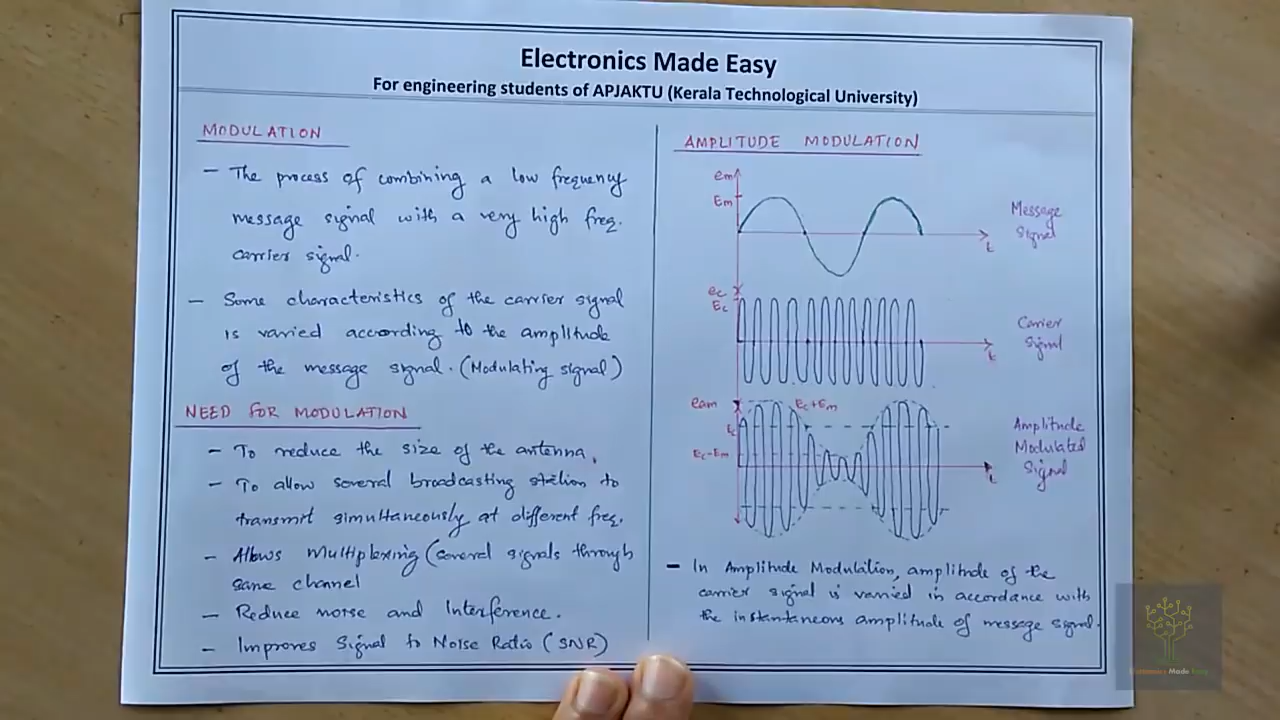 Electronics Made Easy
For engineering students of APJAKTU (Kerala Technological University)
MODULATION
- The process of combining a low frequency
message signal with a very high freq.
carrier signal.
- Some characteristics of the carrier signal
is varied according to the amplitude
of the message signal. (Modulating signal)
NEED FOR MODULATION
- To reduce the size of the antenna.
- To allow several broadcasting station to
transmit simultaneously at different freq.
- Allows Multiplexing (several signals through
same channel
- Reduce noise and Interference.
- Improves Signal to Noise Ratio (SNR)
AMPLITUDE MODULATION
em
Em
Message
Signal
t
ec
Ec
Carrier
Signal
t
eam
Ec+Em
Ec
Ec-Em
Amplitude
Modulated
Signal
t
- In Amplitude Modulation, amplitude of the
carrier signal is varied in accordance with
the instantaneous amplitude of message signal.
Electronics Made Easy